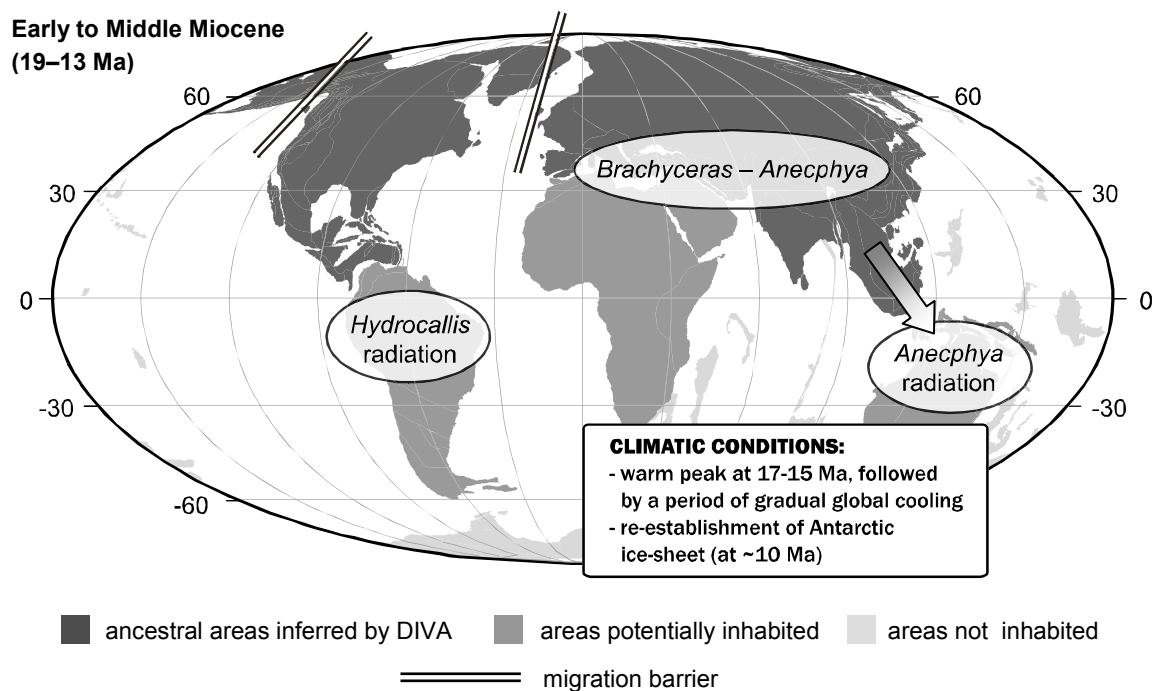 Early to Middle Miocene
(19–13 Ma)
60
60
Brachyceras – Anecphya
30
30
0
0
Hydrocallis
radiation
Anecphya
radiation
-30
-30
CLIMATIC CONDITIONS:
- warm peak at 17-15 Ma, followed
by a period of gradual global cooling
- re-establishment of Antarctic
ice-sheet (at ~10 Ma)
-60
ancestral areas inferred by DIVA
areas potentially inhabited
areas not inhabited
migration barrier